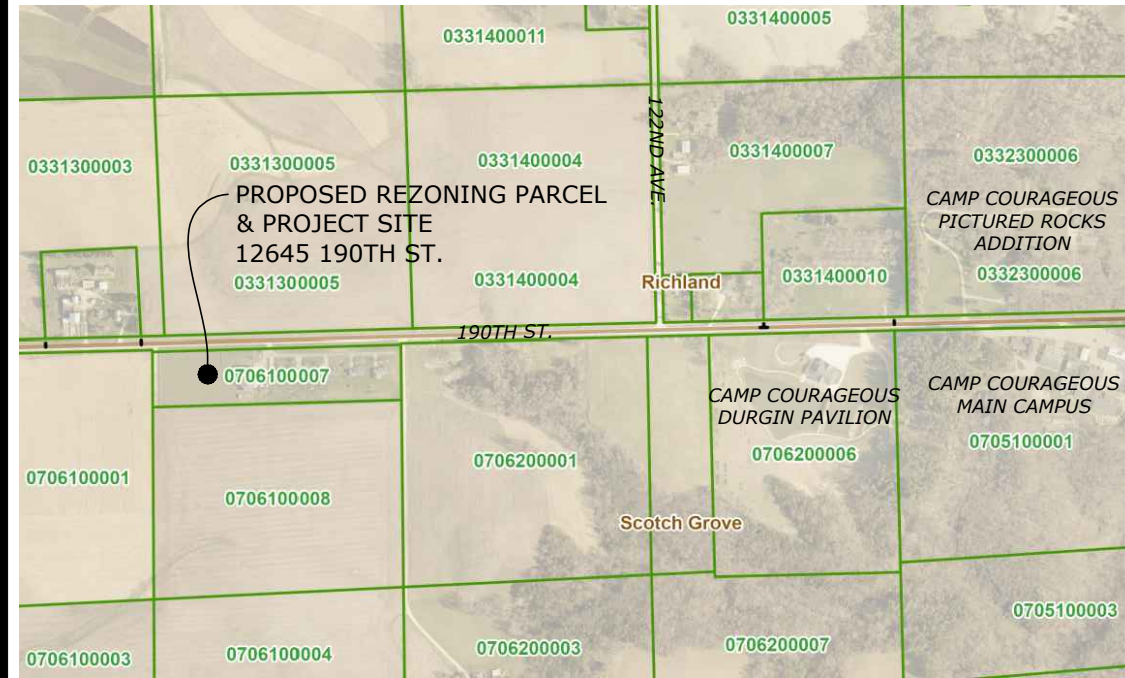 0331400011
0331400005
0331300003
0331300005
0331400004
122ND AVE.
0331400007
0332300006
PROPOSED REZONING PARCEL
& PROJECT SITE
12645 190TH ST.
CAMP COURAGEOUS
PICTURED ROCKS
ADDITION
0331300005
0331400004
Richland
0331400010
0332300006
190TH ST.
0706100007
CAMP COURAGEOUS
DURGIN PAVILION
CAMP COURAGEOUS
MAIN CAMPUS
0706100001
0706100008
0706200001
0706200006
0705100001
Scotch Grove
0706100003
0706100004
0706200003
0706200007
0705100003